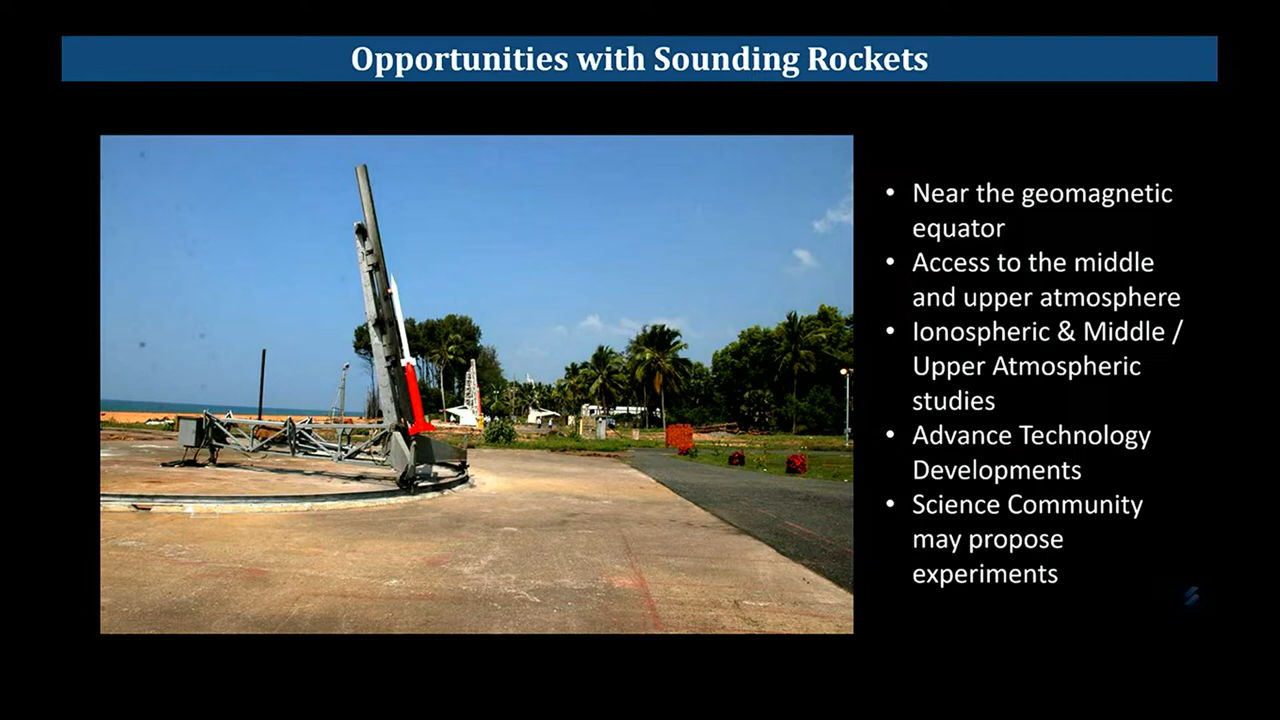 Opportunities with Sounding Rockets
• Near the geomagnetic
equator
• Access to the middle
and upper atmosphere
• Ionospheric & Middle /
Upper Atmospheric
studies
• Advance Technology
Developments
• Science Community
may propose
experiments